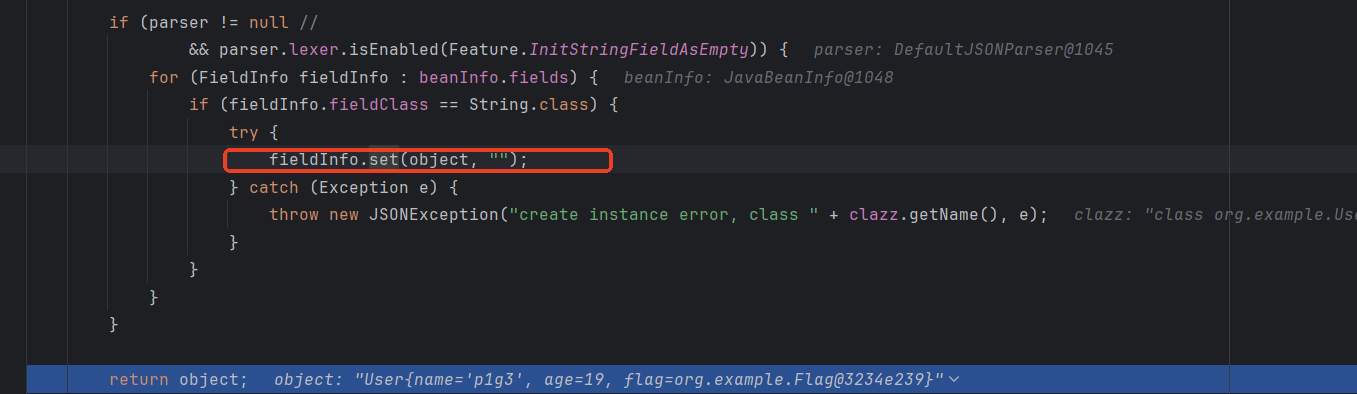 if (parser != null //
&& parser.lexer.isEnabled(Feature.InitStringFieldAsEmpty)) { parser: DefaultJSONParser@1045
for (FieldInfo fieldInfo : beanInfo.fields) { beanInfo: JavaBeanInfo@1048
if (fieldInfo.fieldClass == String.class) {
try {
fieldInfo.set(object, "");
} catch (Exception e) {
throw new JSONException("create instance error, class " + clazz.getName(), e); clazz: "class org.example.Use
}
}
}
}
return object; object: "User{name='p1g3', age=19, flag=org.example.Flag@3234e239}"